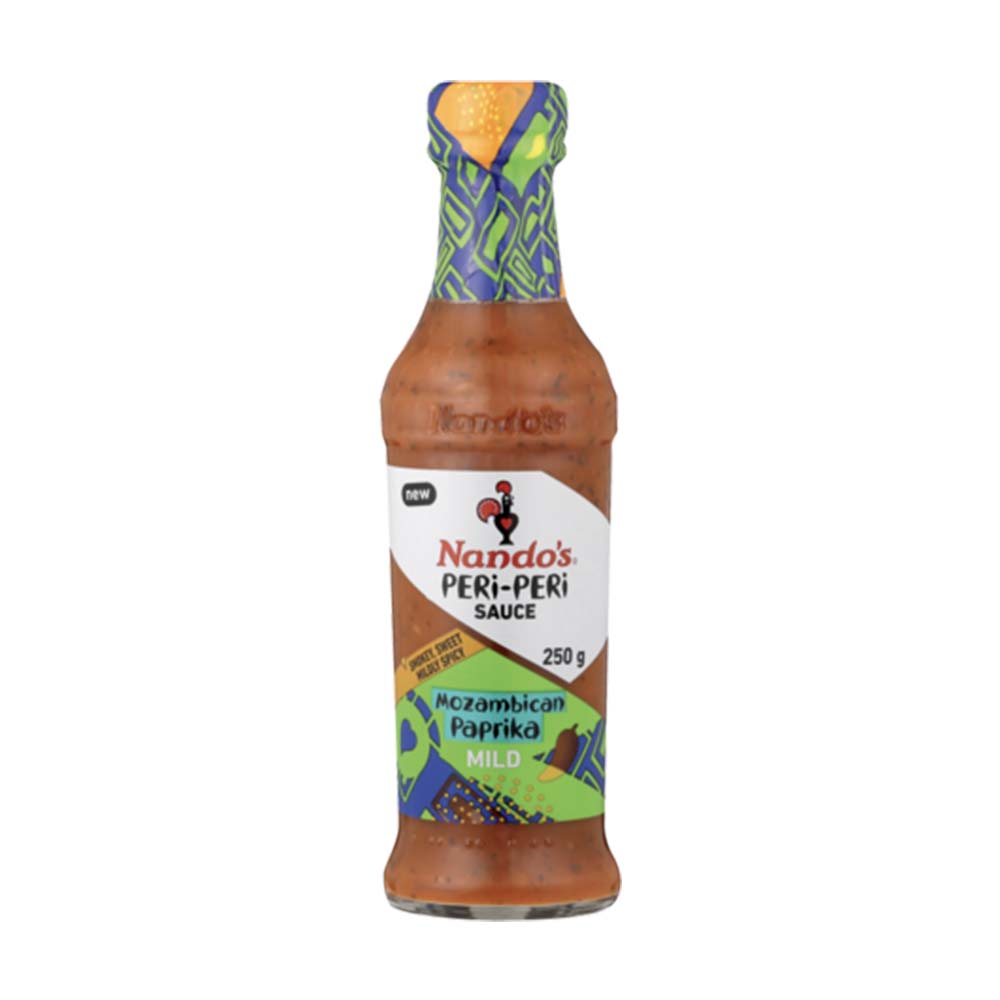 Nando's
new
Nando's®
PERi-PERi
SAUCE
250 g
SMOKEY, SWEET
MILDLY SPICY
Mozambican
Paprika
MILD